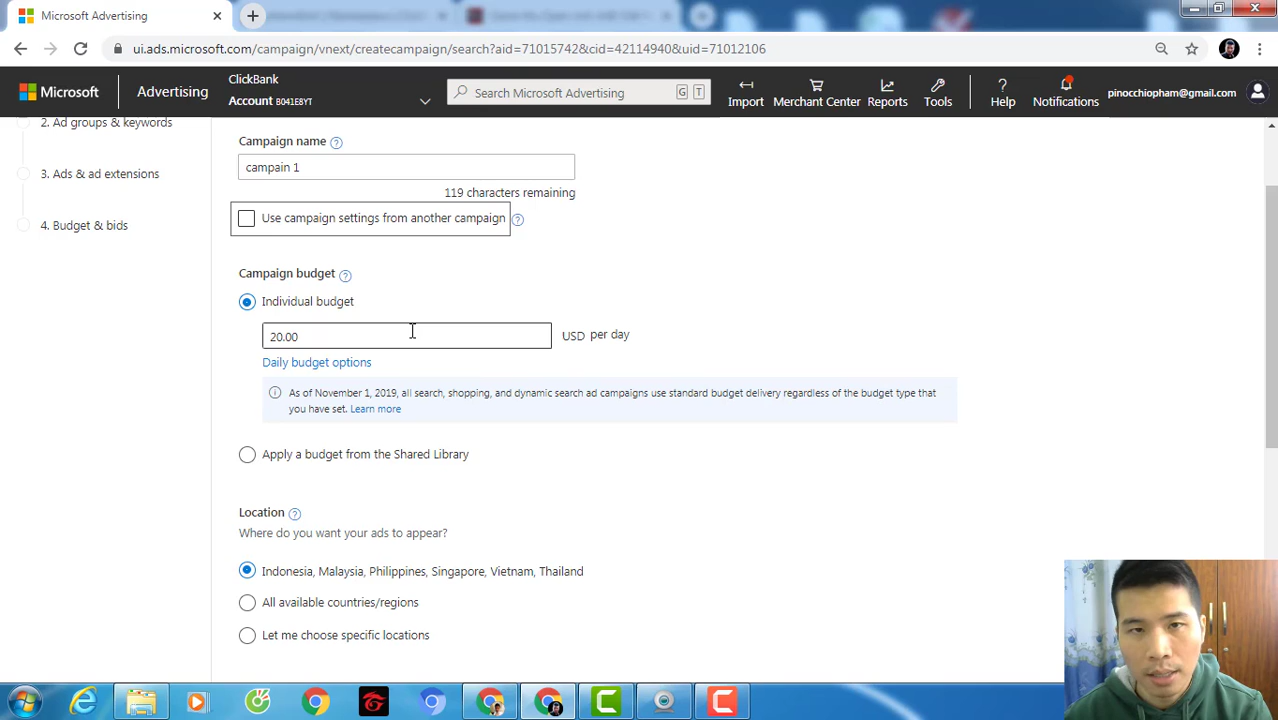 Microsoft Advertising
ui.ads.microsoft.com/campaign/vnext/createcampaign/search?aid=71015742&cid=42114940&uid=71012106
Microsoft
Advertising
ClickBank
Account B041E8YT
Search Microsoft Advertising
G T
Import
Merchant Center
Reports
Tools
Help
Notifications
pinocchiopham@gmail.com
2. Ad groups & keywords
3. Ads & ad extensions
4. Budget & bids
Campaign name
campain 1
119 characters remaining
Use campaign settings from another campaign
Campaign budget
Individual budget
20.00
USD per day
Daily budget options
As of November 1, 2019, all search, shopping, and dynamic search ad campaigns use standard budget delivery regardless of the budget type that
you have set. Learn more
Apply a budget from the Shared Library
Location
Where do you want your ads to appear?
Indonesia, Malaysia, Philippines, Singapore, Vietnam, Thailand
All available countries/regions
Let me choose specific locations